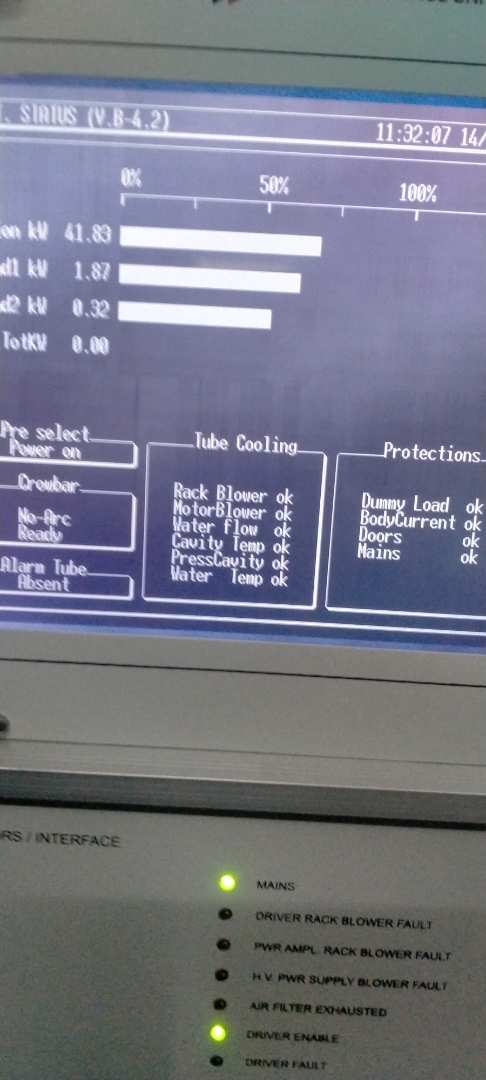 . STATUS (V.B-4.2)
11:32:07 14/
0% 50% 100%
on kW 41.83
d1 kW 1.87
d2 kW 0.32
TotKW 0.00
Pre select
Power on
Crowbar
No-Arc
Ready
Alarm Tube
Absent
Tube Cooling
Rack Blower ok
MotorBlower ok
Water flow ok
Cavity Temp ok
PressCavity ok
Water Temp ok
Protections
Dummy Load ok
BodyCurrent ok
Doors ok
Mains ok
RS / INTERFACE
MAINS
DRIVER RACK BLOWER FAULT
PWR AMPL. RACK BLOWER FAULT
H.V. PWR SUPPLY BLOWER FAULT
AIR FILTER EXHAUSTED
DRIVER ENABLE
DRIVER FAULT